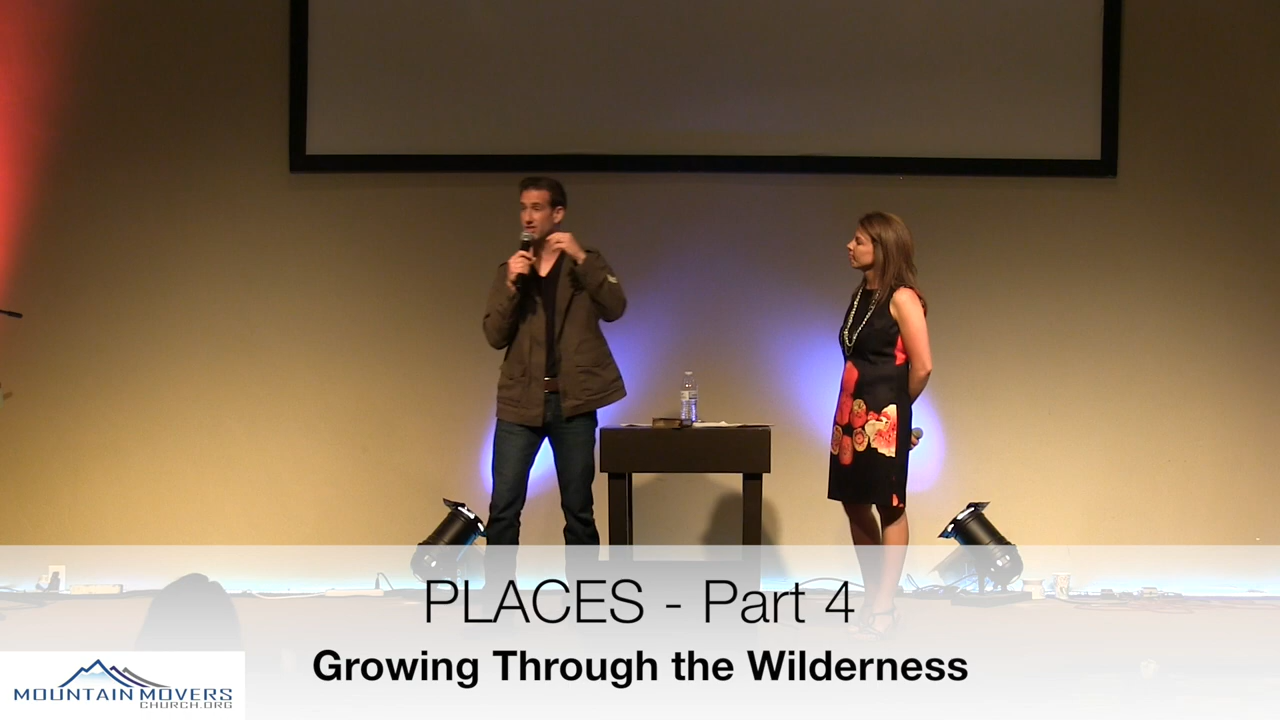 PLACES - Part 4
Growing Through the Wilderness
MOUNTAIN MOVERS
CHURCH.ORG